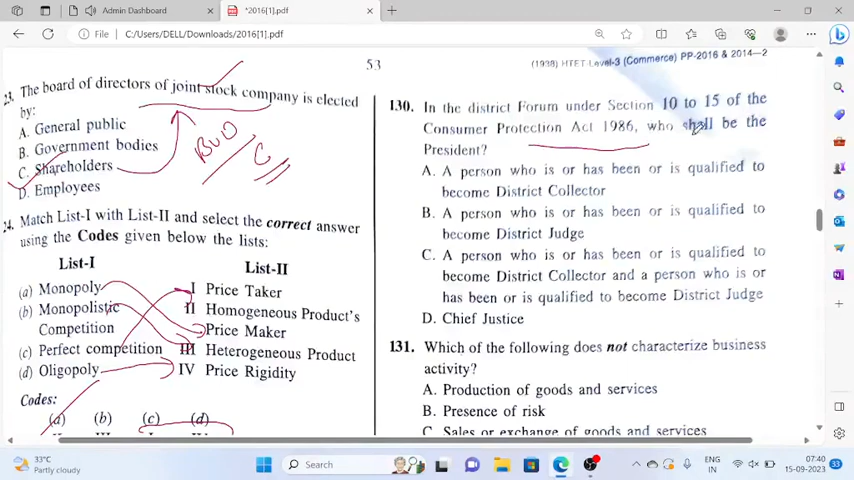 Admin Dashboard
*2016[1].pdf
File
C:/Users/DELL/Downloads/2016[1].pdf
53
(1938) HTET-Level-3 (Commerce) PP-2016 & 2014–2
23. The board of directors of joint stock company is elected
by:
A. General public
B. Government bodies
C. Shareholders
D. Employees
BOD
C
24. Match List-I with List-II and select the correct answer
using the Codes given below the lists:
List-I List-II
(a) Monopoly I Price Taker
(b) Monopolistic II Homogeneous Product's
Competition Price Maker
(c) Perfect competition III Heterogeneous Product
(d) Oligopoly IV Price Rigidity
Codes:
(a) (b) (c) (d)
130. In the district Forum under Section 10 to 15 of the
Consumer Protection Act 1986, who shall be the
President?
A. A person who is or has been or is qualified to
become District Collector
B. A person who is or has been or is qualified to
become District Judge
C. A person who is or has been or is qualified to
become District Collector and a person who is or
has been or is qualified to become District Judge
D. Chief Justice
131. Which of the following does not characterize business
activity?
A. Production of goods and services
B. Presence of risk
C. Sales or exchange of goods and services
33°C
Partly cloudy
Search
ENG
IN
07:40
15-09-2023